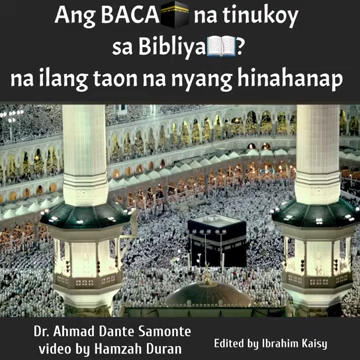 Ang BACA🕋na tinukoy
sa Bibliya📖?
na ilang taon na nyang hinahanap
Dr. Ahmad Dante Samonte
video by Hamzah Duran
Edited by Ibrahim Kaisy